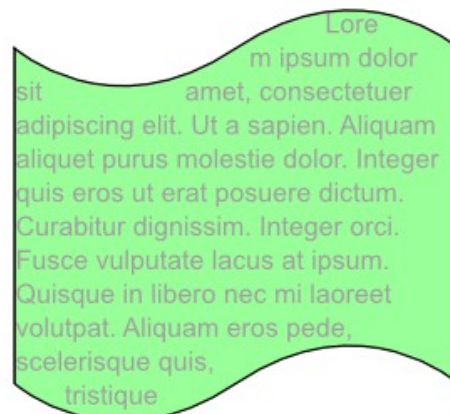 Lore
m ipsum dolor
sit amet, consectetuer
adipiscing elit. Ut a sapien. Aliquam
aliquet purus molestie dolor. Integer
quis eros ut erat posuere dictum.
Curabitur dignissim. Integer orci.
Fusce vulputate lacus at ipsum.
Quisque in libero nec mi laoreet
volutpat. Aliquam eros pede,
scelerisque quis,
tristique